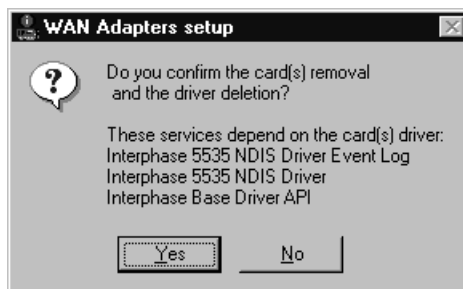 WAN Adapters setup
Do you confirm the card(s) removal
and the driver deletion?
These services depend on the card(s) driver:
Interphase 5535 NDIS Driver Event Log
Interphase 5535 NDIS Driver
Interphase Base Driver API
Yes No